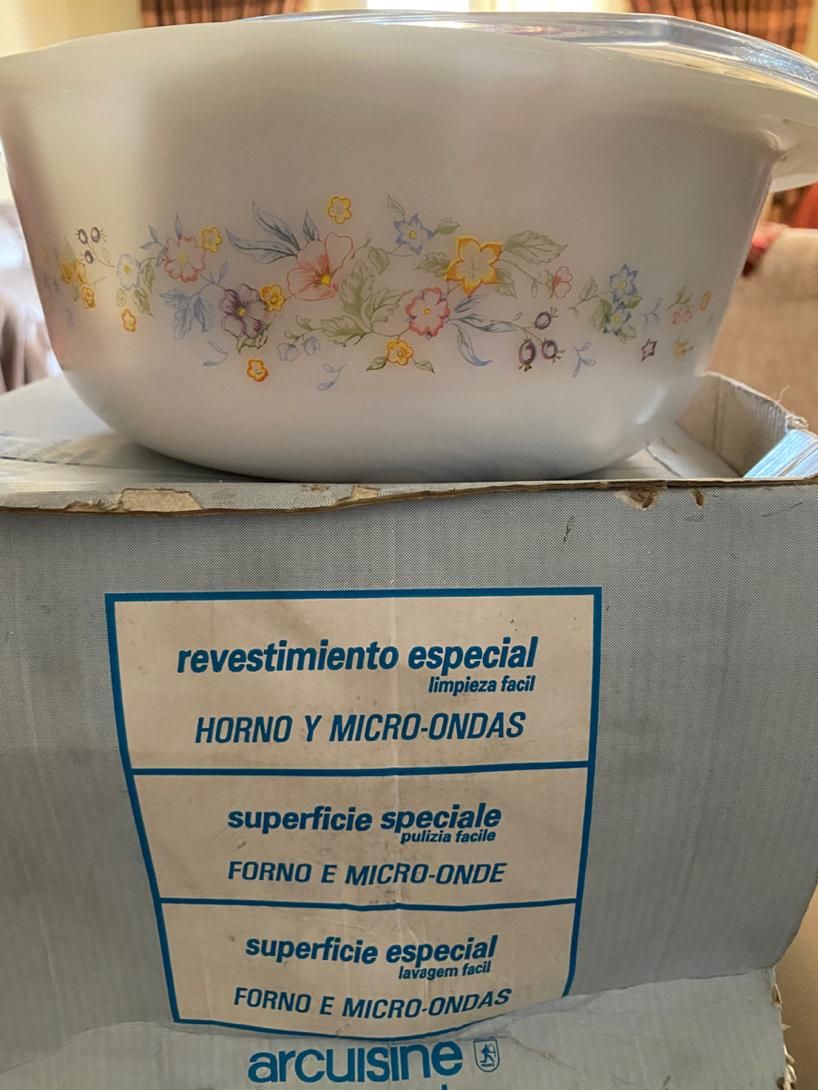 revestimiento especial
limpieza facil
HORNO Y MICRO-ONDAS
superficie speciale
pulizia facile
FORNO E MICRO-ONDE
superficie especial
lavagem facil
FORNO E MICRO-ONDAS
arcuisine